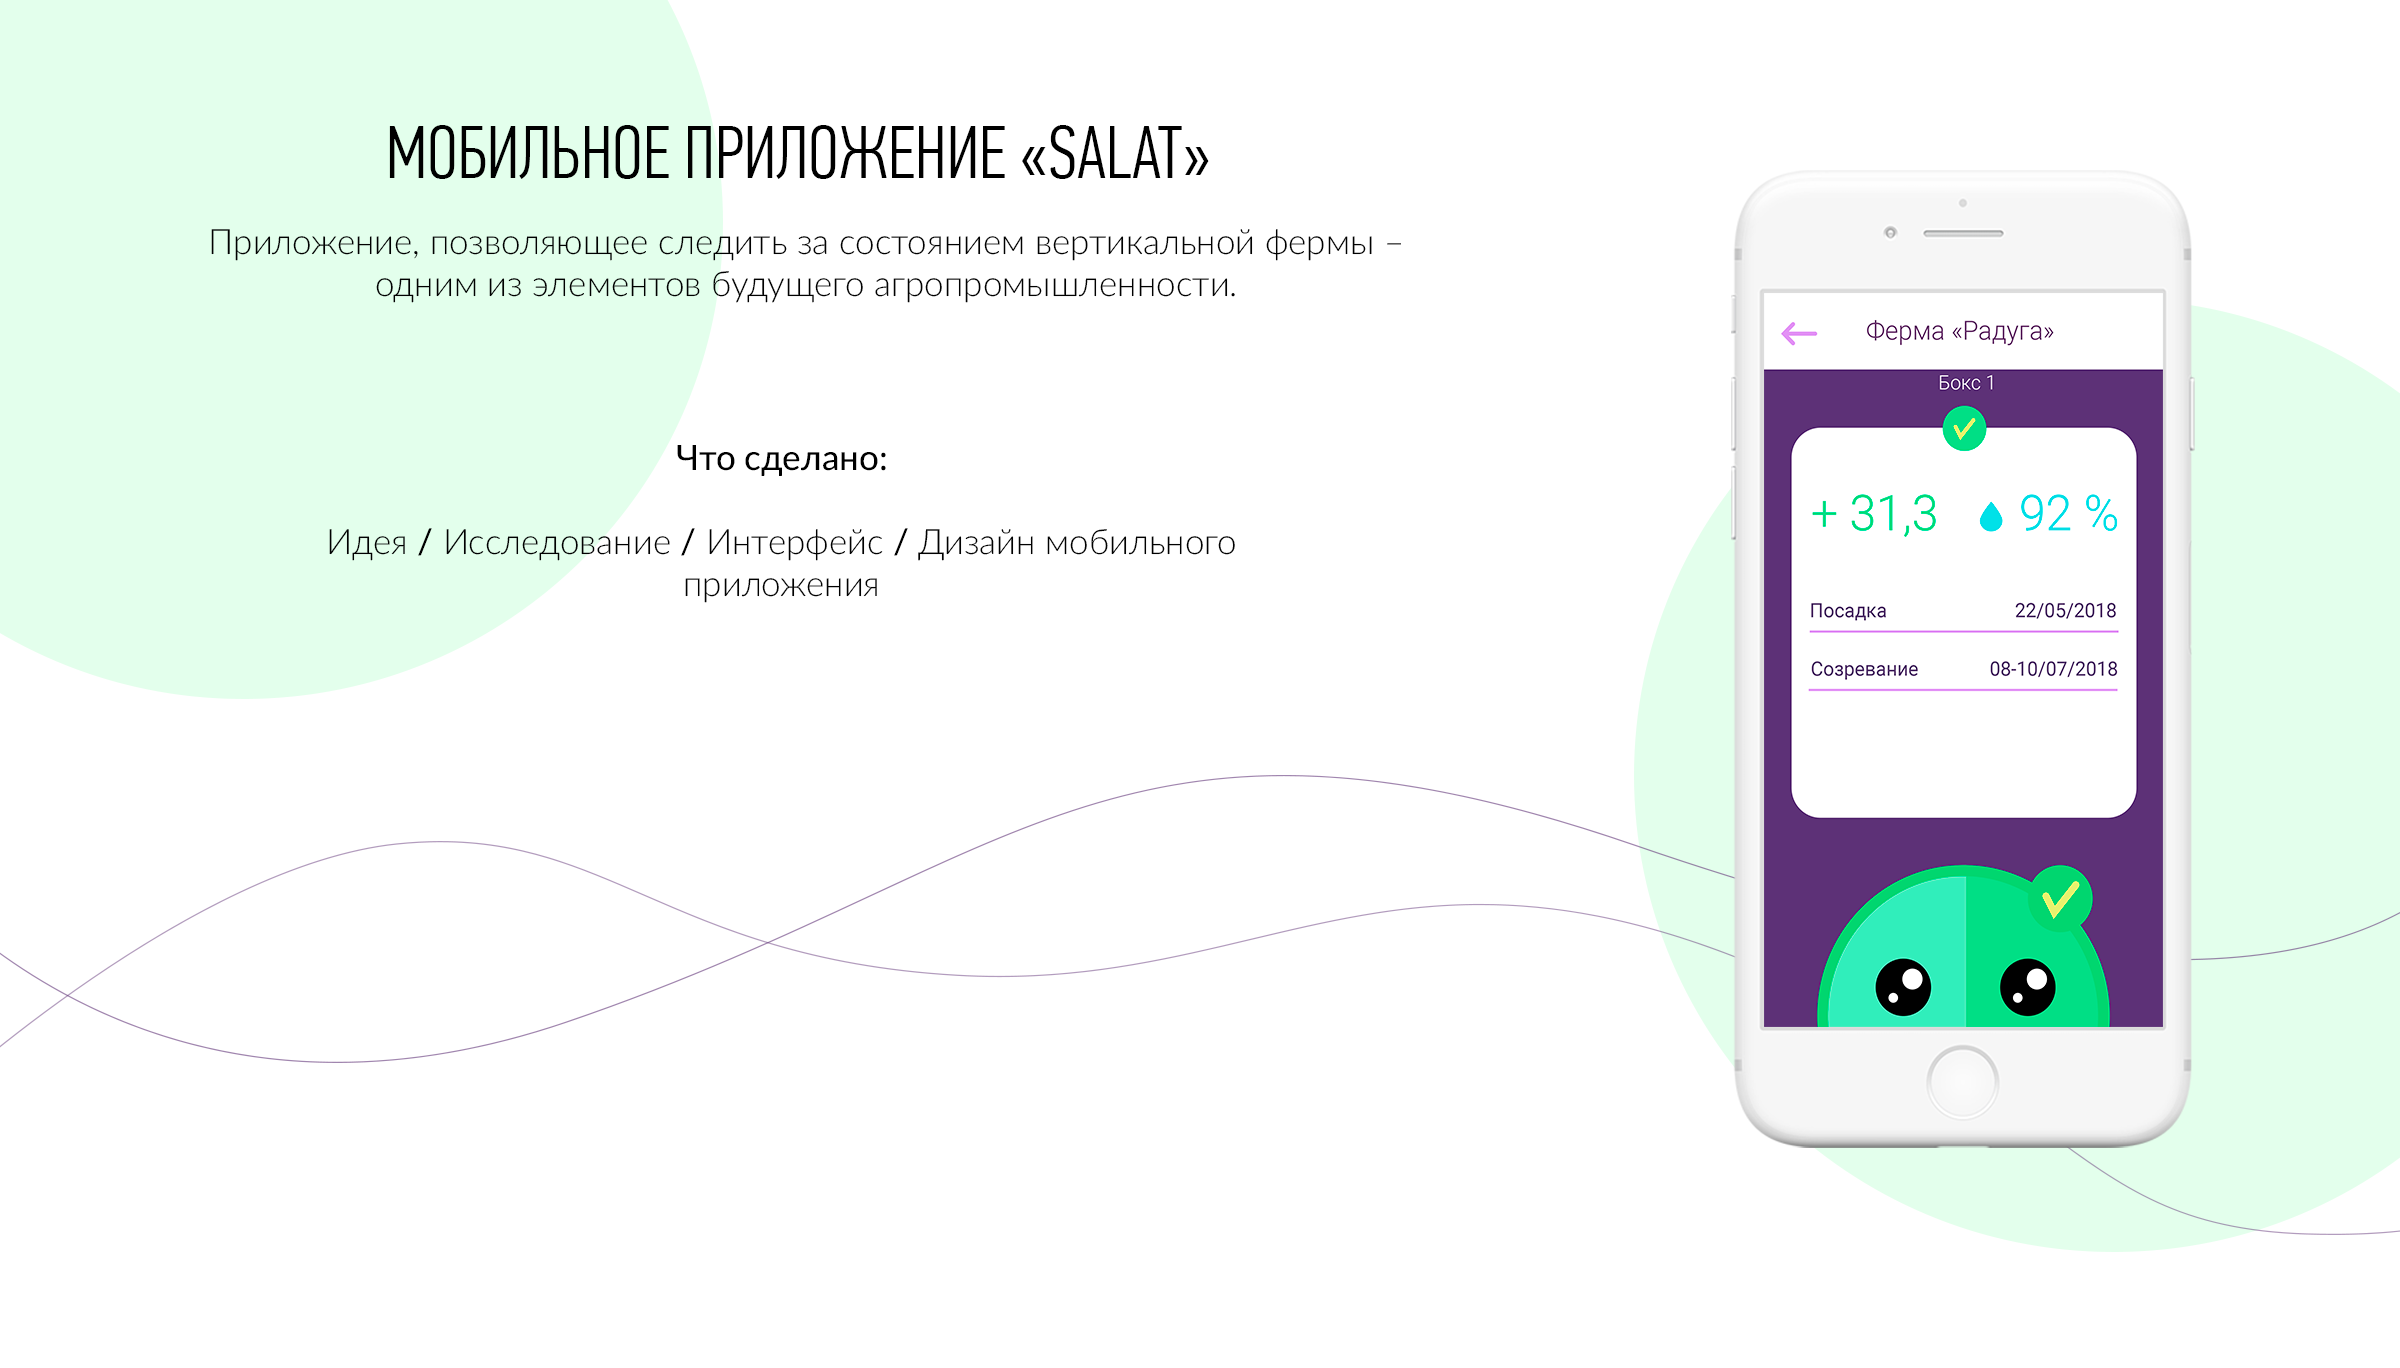 МОБИЛЬНОЕ ПРИЛОЖЕНИЕ «SALAT»
Приложение, позволяющее следить за состоянием вертикальной фермы –
одним из элементов будущего агропромышленности.
Что сделано:
Идея / Исследование / Интерфейс / Дизайн мобильного
приложения
Ферма «Радуга»
Бокс 1
+ 31,3 92 %
Посадка 22/05/2018
Созревание 08-10/07/2018